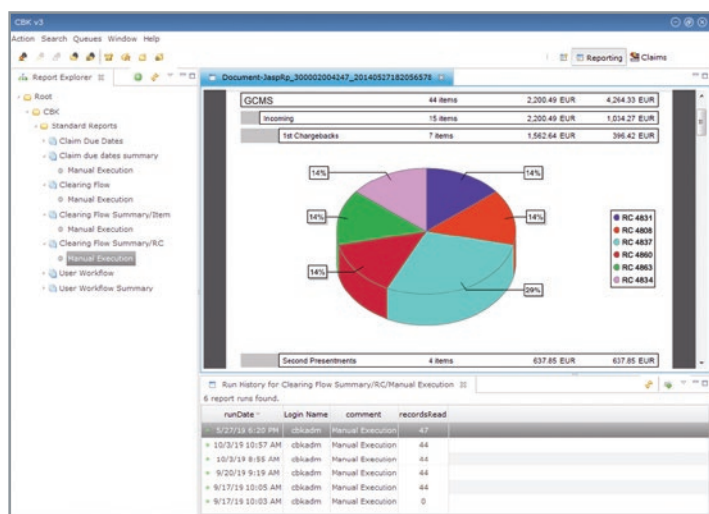 CBK v3
Action Search Queues Window Help
Reporting Claims
Report Explorer
Document-JaspRp_300002004247_20140527182056578
Root
CBK
Standard Reports
Claim Due Dates
Claim due dates summary
Manual Execution
Clearing Flow
Manual Execution
Clearing Flow Summary/Item
Manual Execution
Clearing Flow Summary/RC
Manual Execution
User Workflow
User Workflow Summary
GCMS 44 items 2,200.49 EUR 4,264.33 EUR
Incoming 15 items 2,200.49 EUR 1,034.27 EUR
1st Chargebacks 7 items 1,562.64 EUR 396.42 EUR
14% 14%
14% 14%
14% 29%
RC 4831
RC 4808
RC 4837
RC 4860
RC 4863
RC 4834
Second Presentments 4 items 637.85 EUR 637.85 EUR
Run History for Clearing Flow Summary/RC/Manual Execution
6 report runs found.
runDate Login Name comment recordsRead
5/27/19 6:20 PM cbkadm Manual Execution 47
10/3/19 10:57 AM cbkadm Manual Execution 44
10/3/19 8:55 AM cbkadm Manual Execution 44
9/20/19 9:19 AM cbkadm Manual Execution 44
9/17/19 10:05 AM cbkadm Manual Execution 44
9/17/19 10:03 AM cbkadm Manual Execution 0